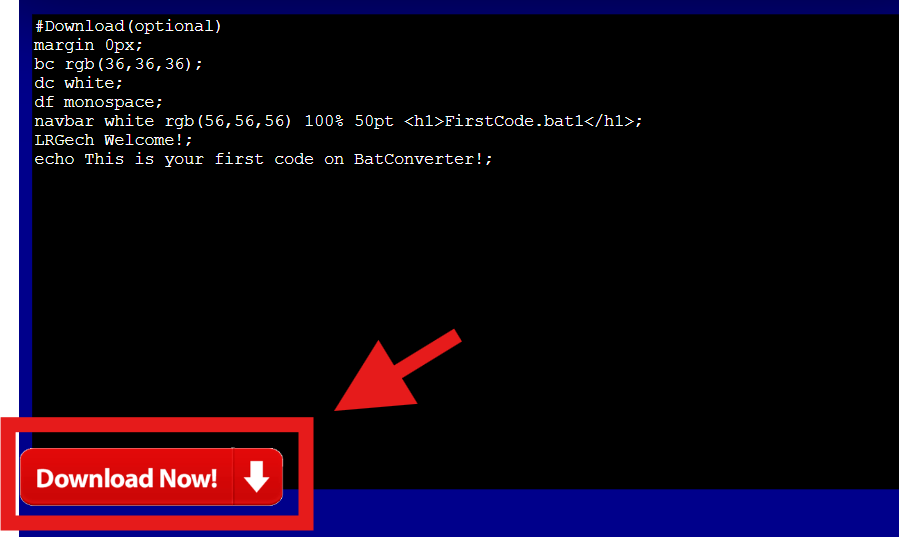 #Download(optional)
margin 0px;
bc rgb(36,36,36);
dc white;
df monospace;
navbar white rgb(56,56,56) 100% 50pt <h1>FirstCode.bat1</h1>;
LRGech Welcome!;
echo This is your first code on BatConverter!;
Download Now!